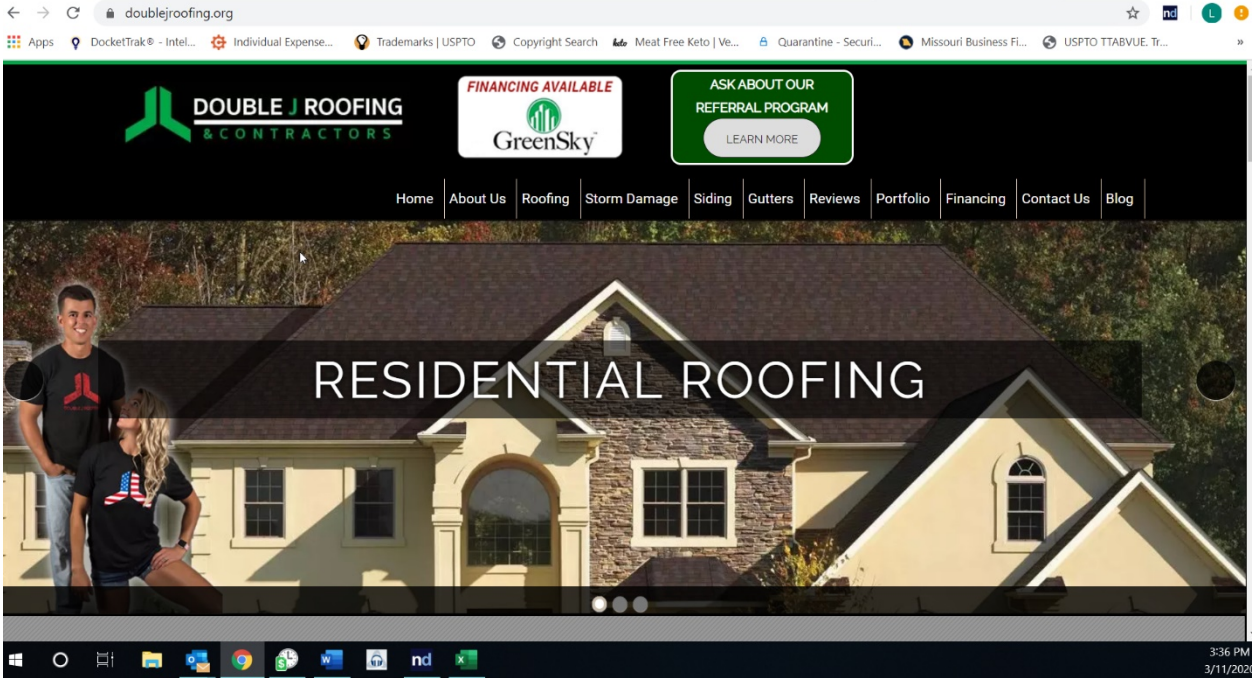 doublejroofing.org
nd
L
Apps
DocketTrak® - Intel...
Individual Expense...
Trademarks | USPTO
Copyright Search
keto Meat Free Keto | Ve...
Quarantine - Securi...
Missouri Business Fi...
USPTO TTABVUE. Tr...
»
DOUBLE J ROOFING
& CONTRACTORS
FINANCING AVAILABLE
GreenSky
ASK ABOUT OUR
REFERRAL PROGRAM
LEARN MORE
Home
About Us
Roofing
Storm Damage
Siding
Gutters
Reviews
Portfolio
Financing
Contact Us
Blog
RESIDENTIAL ROOFING
nd
3:36 PM
3/11/2020